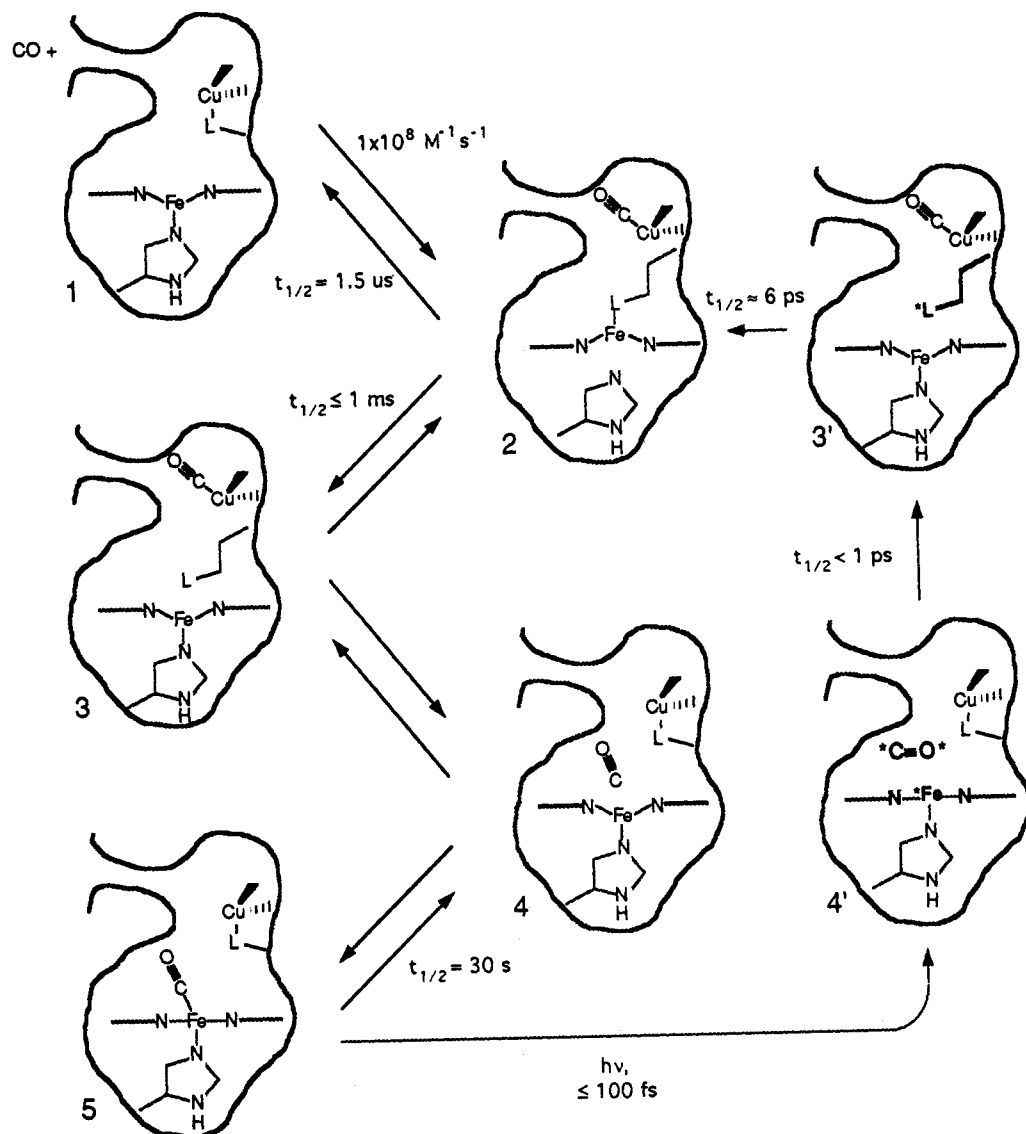 CO +
Cu
L
N
Fe
N
N
N
H
1
1x10⁸ M⁻¹s⁻¹
t1/2 = 1.5 us
O
C
Cu
L
Fe
N
N
N
N
H
2
t1/2 ≈ 6 ps
O
C
Cu
*L
N
Fe
N
N
N
H
3'
t1/2 ≤ 1 ms
O
C
Cu
L
N
Fe
N
N
N
H
3
t1/2 < 1 ps
Cu
L
O
C
N
Fe
N
N
N
H
4
Cu
L
*C≡O*
N
*Fe
N
N
N
H
4'
Cu
L
O
C
N
Fe
N
N
N
H
5
t1/2 = 30 s
hν,
≤ 100 fs